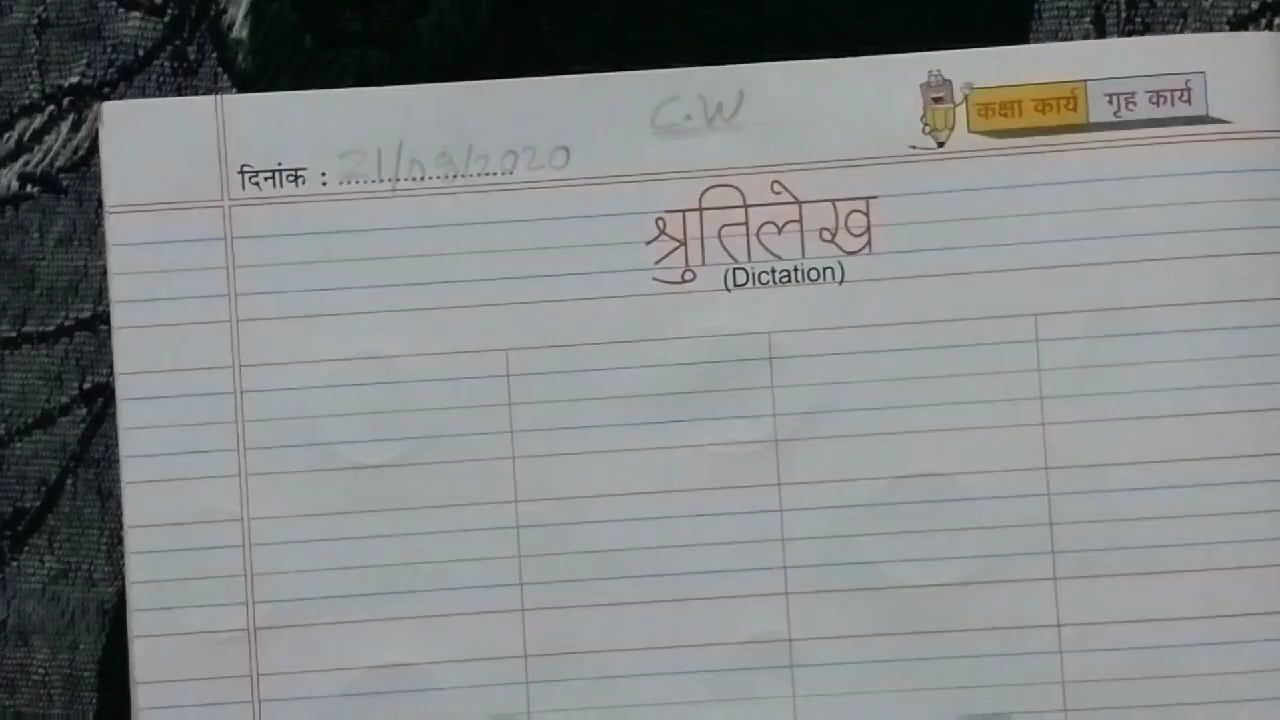 C.W
कक्षा कार्य गृह कार्य
दिनांक : 21/09/2020
श्रुतिलेख
(Dictation)